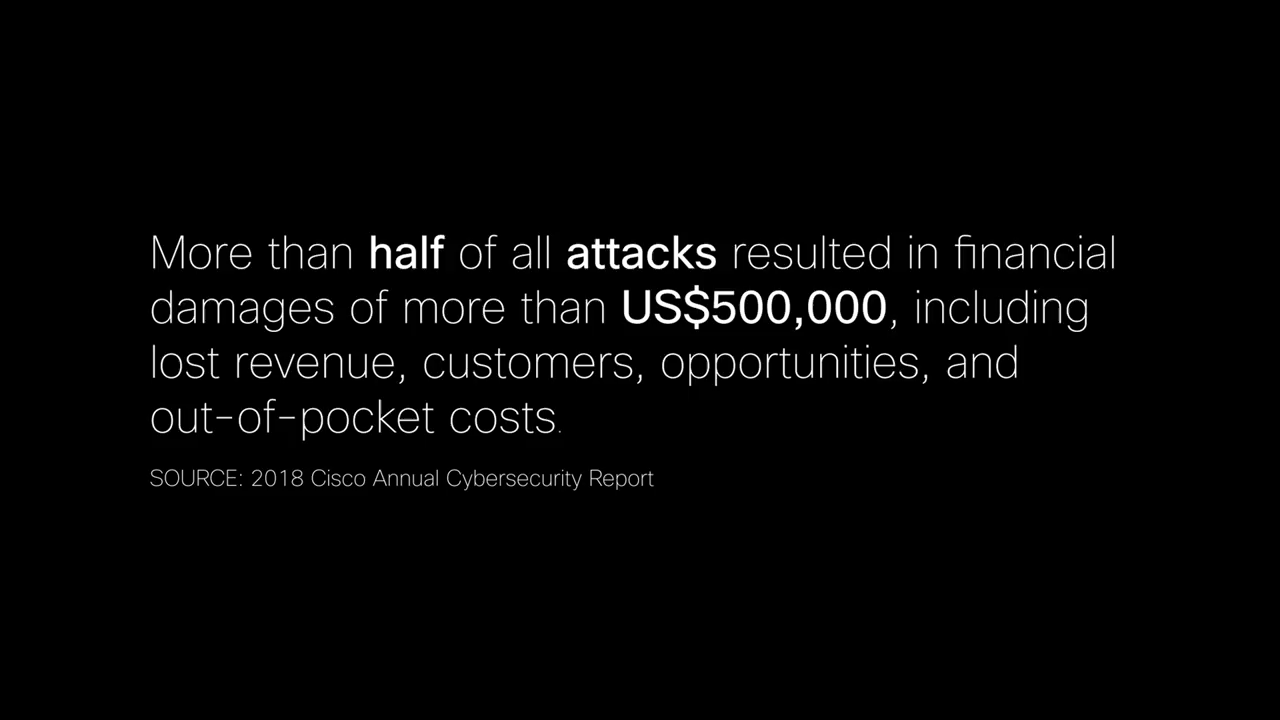 More than half of all attacks resulted in financial
damages of more than US$500,000, including
lost revenue, customers, opportunities, and
out-of-pocket costs.
SOURCE: 2018 Cisco Annual Cybersecurity Report